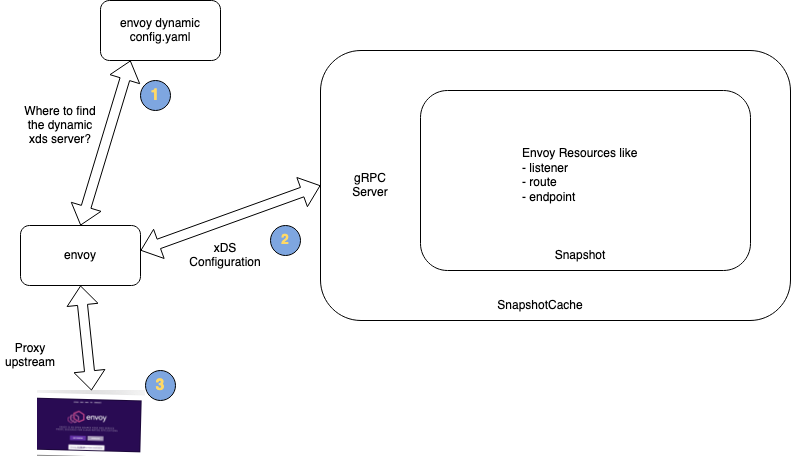 envoy dynamic
config.yaml
1
Where to find
the dynamic
xds server?
gRPC
Server
Envoy Resources like
- listener
- route
- endpoint
Snapshot
SnapshotCache
envoy
2
xDS
Configuration
Proxy
upstream
3
envoy